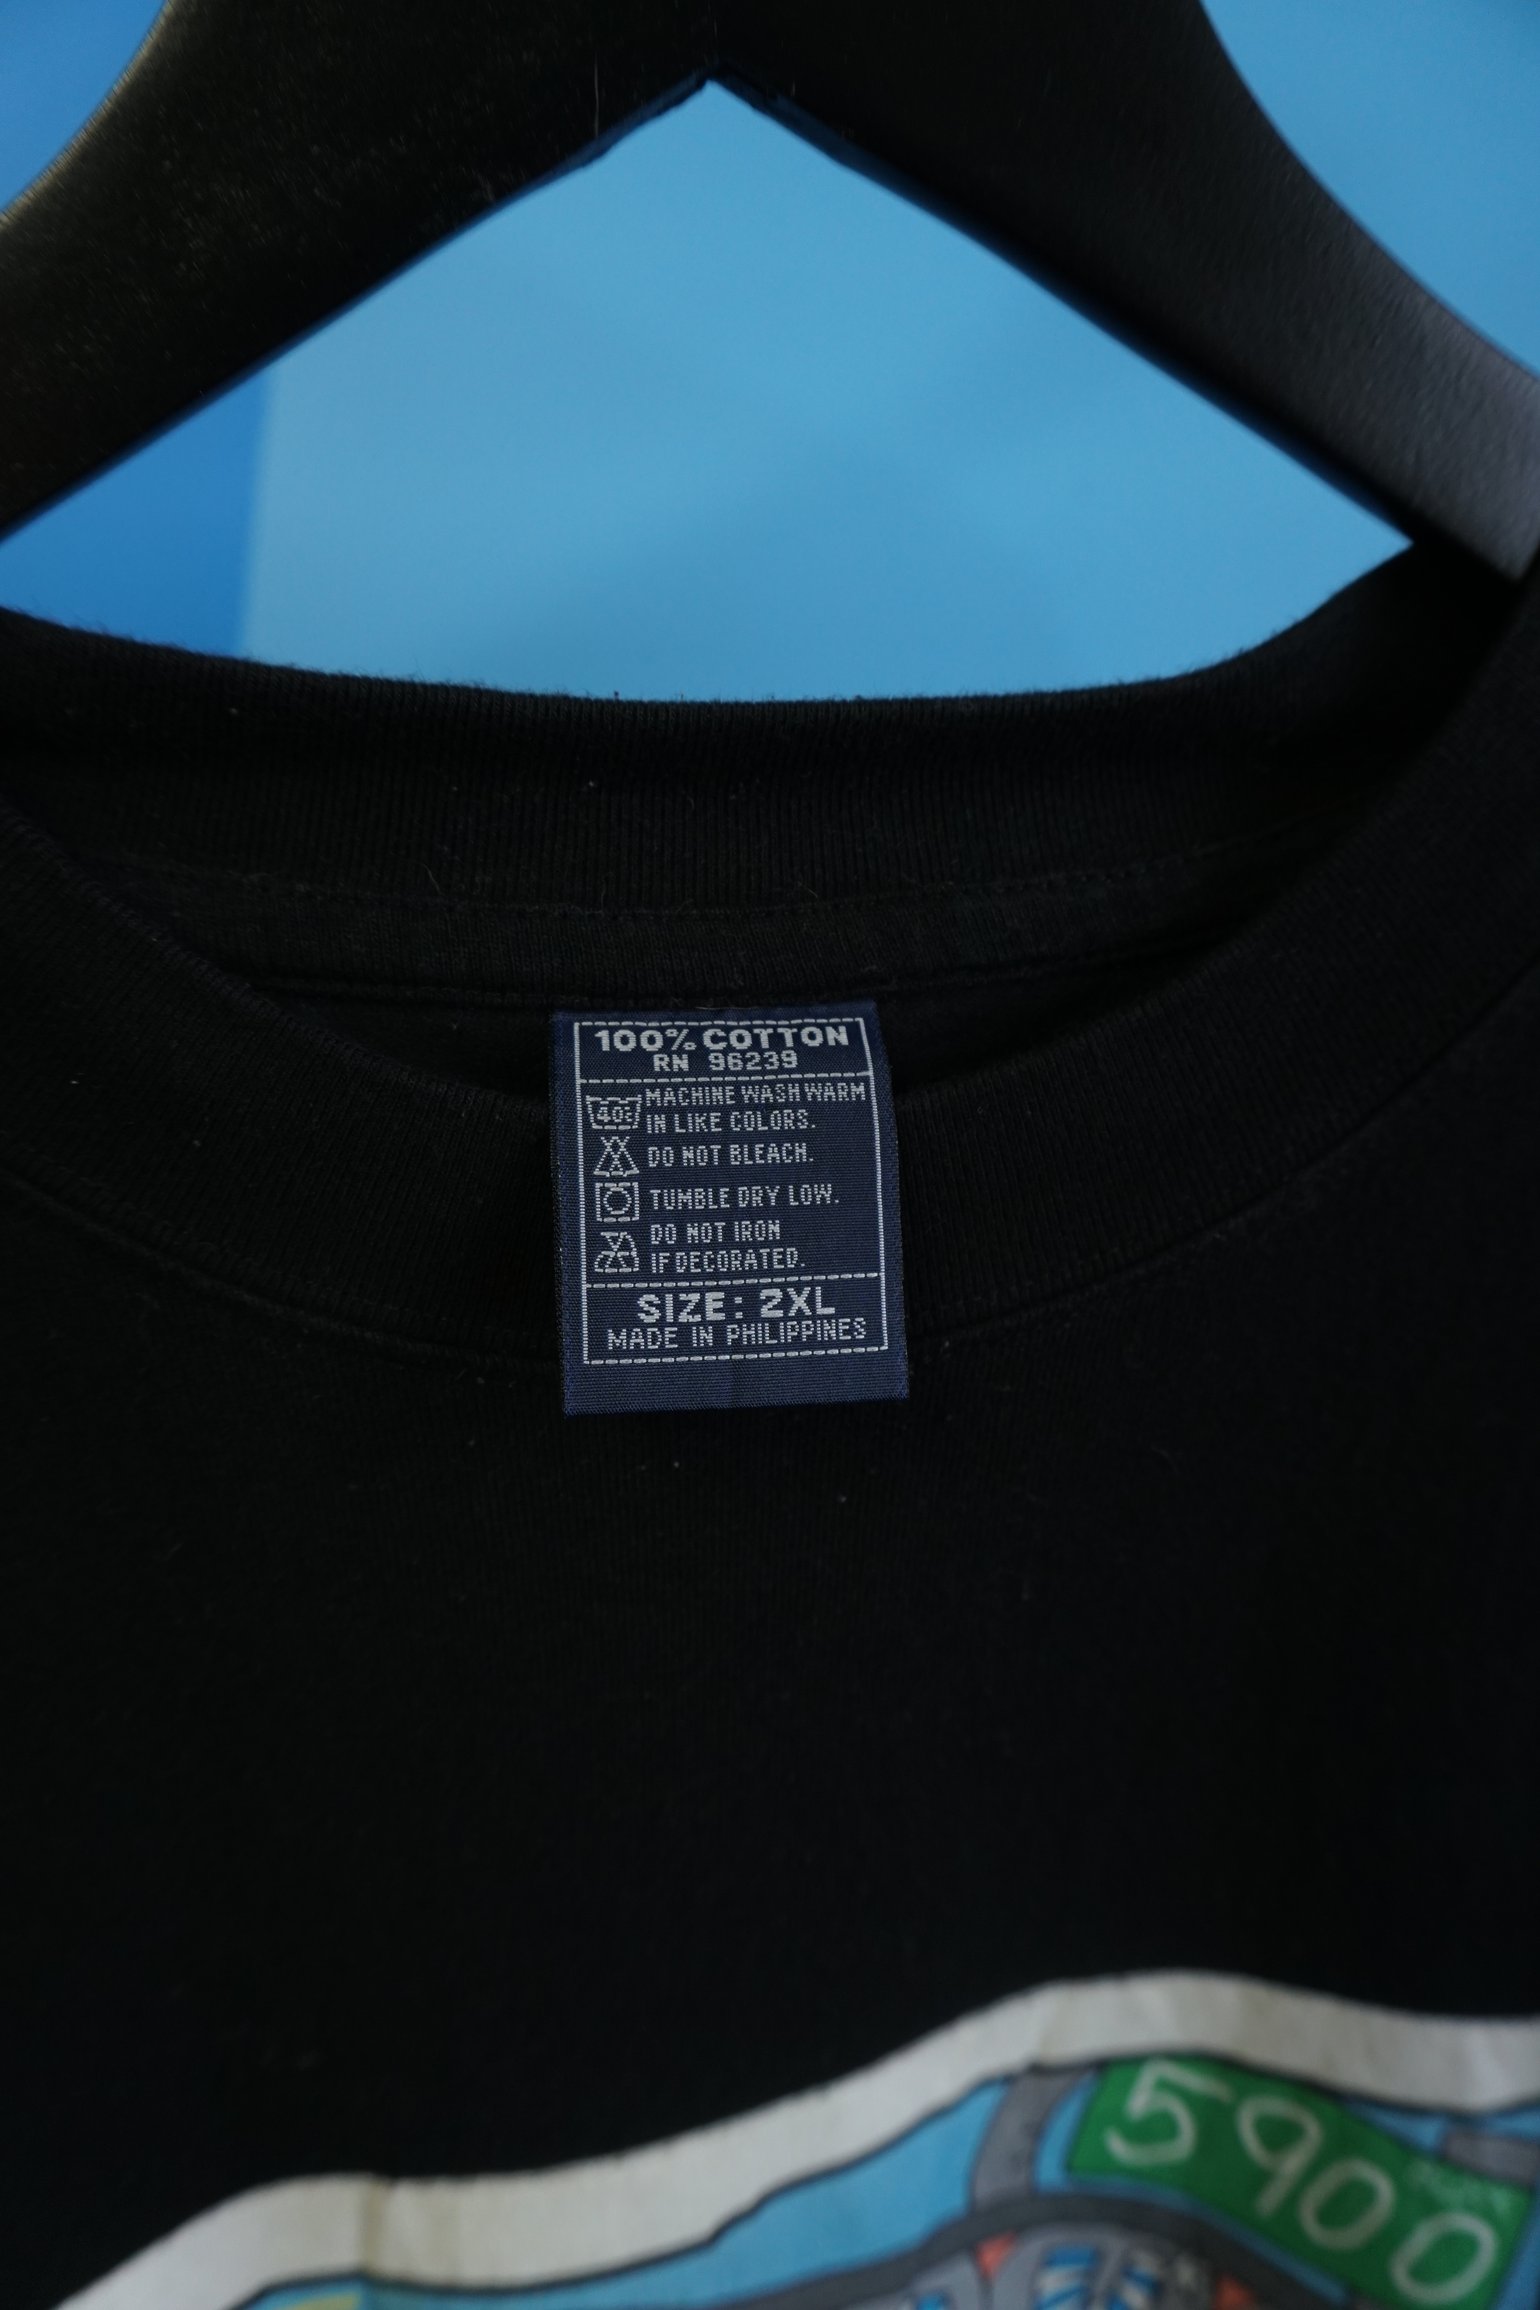 100% COTTON
RN 96239
40c MACHINE WASH WARM
IN LIKE COLORS.
DO NOT BLEACH.
TUMBLE DRY LOW.
DO NOT IRON
IF DECORATED.
SIZE: 2XL
MADE IN PHILIPPINES
5900